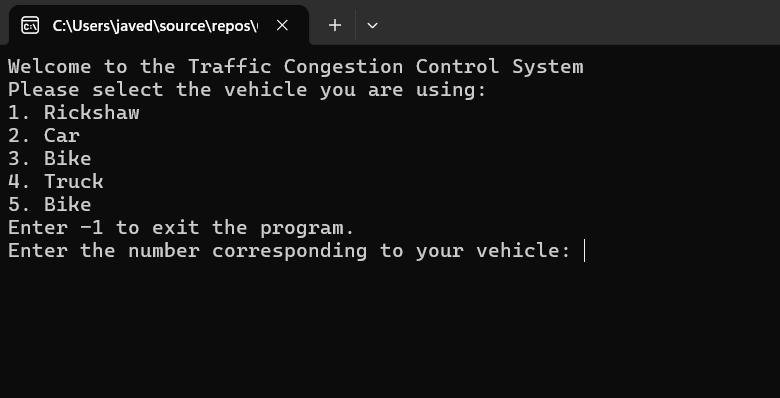 C:\Users\javed\source\repos\
Welcome to the Traffic Congestion Control System
Please select the vehicle you are using:
1. Rickshaw
2. Car
3. Bike
4. Truck
5. Bike
Enter -1 to exit the program.
Enter the number corresponding to your vehicle: